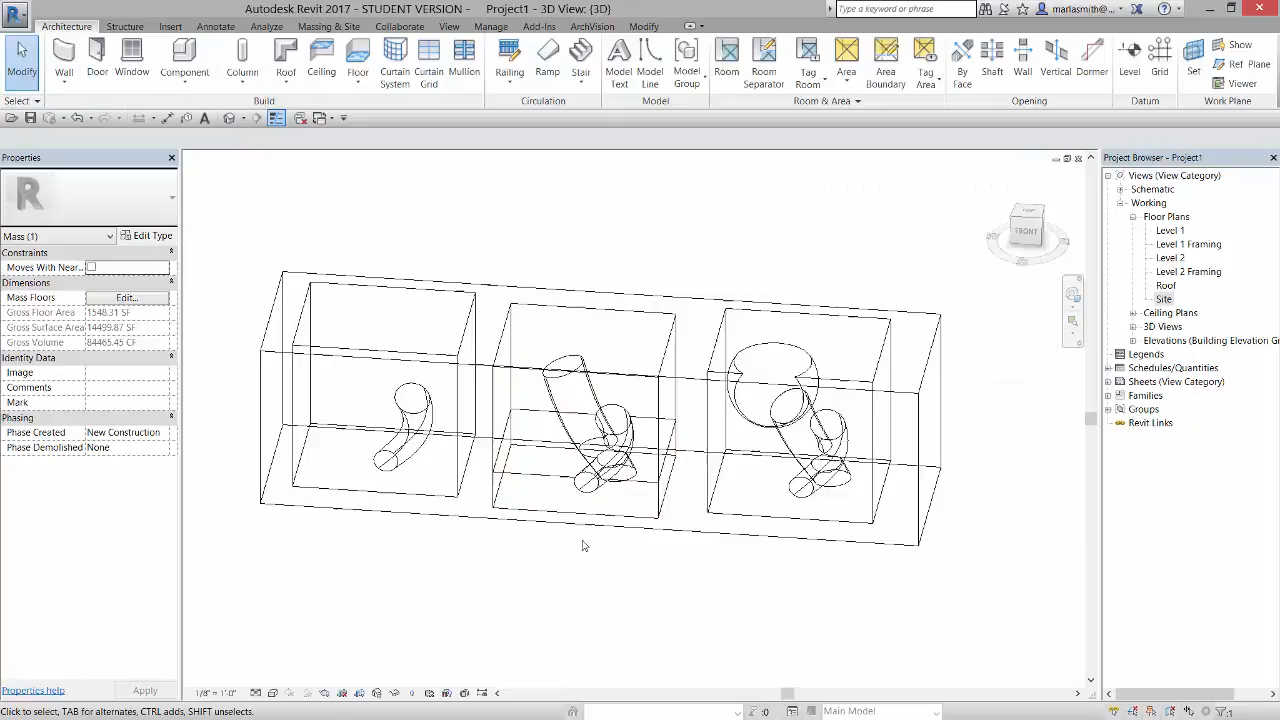 Autodesk Revit 2017 - STUDENT VERSION - Project1 - 3D View: {3D}
Type a keyword or phrase
marlasmith@...
Architecture Structure Insert Annotate Analyze Massing & Site Collaborate View Manage Add-Ins ArchVision Modify
Modify Wall Door Window Component Column Roof Ceiling Floor Curtain System Curtain Grid Mullion Railing Ramp Stair Model Text Model Line Model Group Room Room Separator Tag Room Area Area Boundary Tag Area By Face Shaft Wall Vertical Dormer Level Grid Set Show Ref Plane Viewer
Select Build Circulation Model Room & Area Opening Datum Work Plane
Properties
R
Mass (1) Edit Type
Constraints
Moves With Near...
Dimensions
Mass Floors Edit...
Gross Floor Area 1548.31 SF
Gross Surface Area 14499.87 SF
Gross Volume 84465.45 CF
Identity Data
Image
Comments
Mark
Phasing
Phase Created New Construction
Phase Demolished None
Properties help Apply
TOP
FRONT
Project Browser - Project1
Views (View Category)
Schematic
Working
Floor Plans
Level 1
Level 1 Framing
Level 2
Level 2 Framing
Roof
Site
Ceiling Plans
3D Views
Elevations (Building Elevation G
Legends
Schedules/Quantities
Sheets (View Category)
Families
Groups
Revit Links
1/8" = 1'-0"
Click to select, TAB for alternates, CTRL adds, SHIFT unselects.
:0 Main Model :1